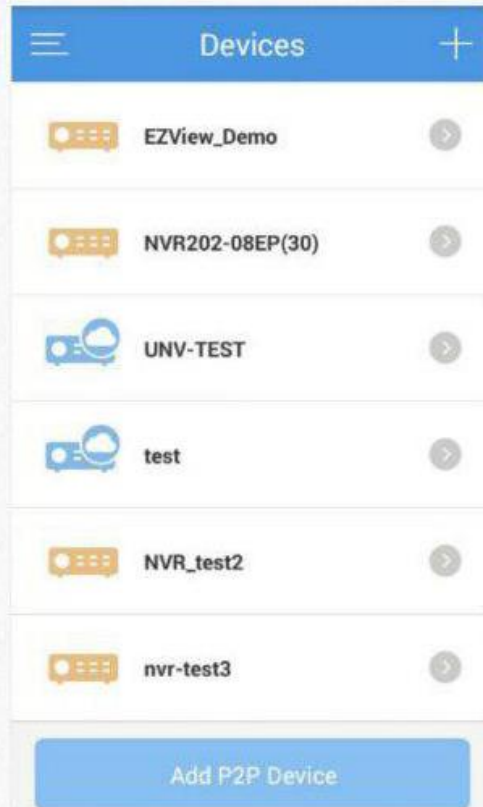 Devices
EZView_Demo
NVR202-08EP(30)
UNV-TEST
test
NVR_test2
nvr-test3
Add P2P Device